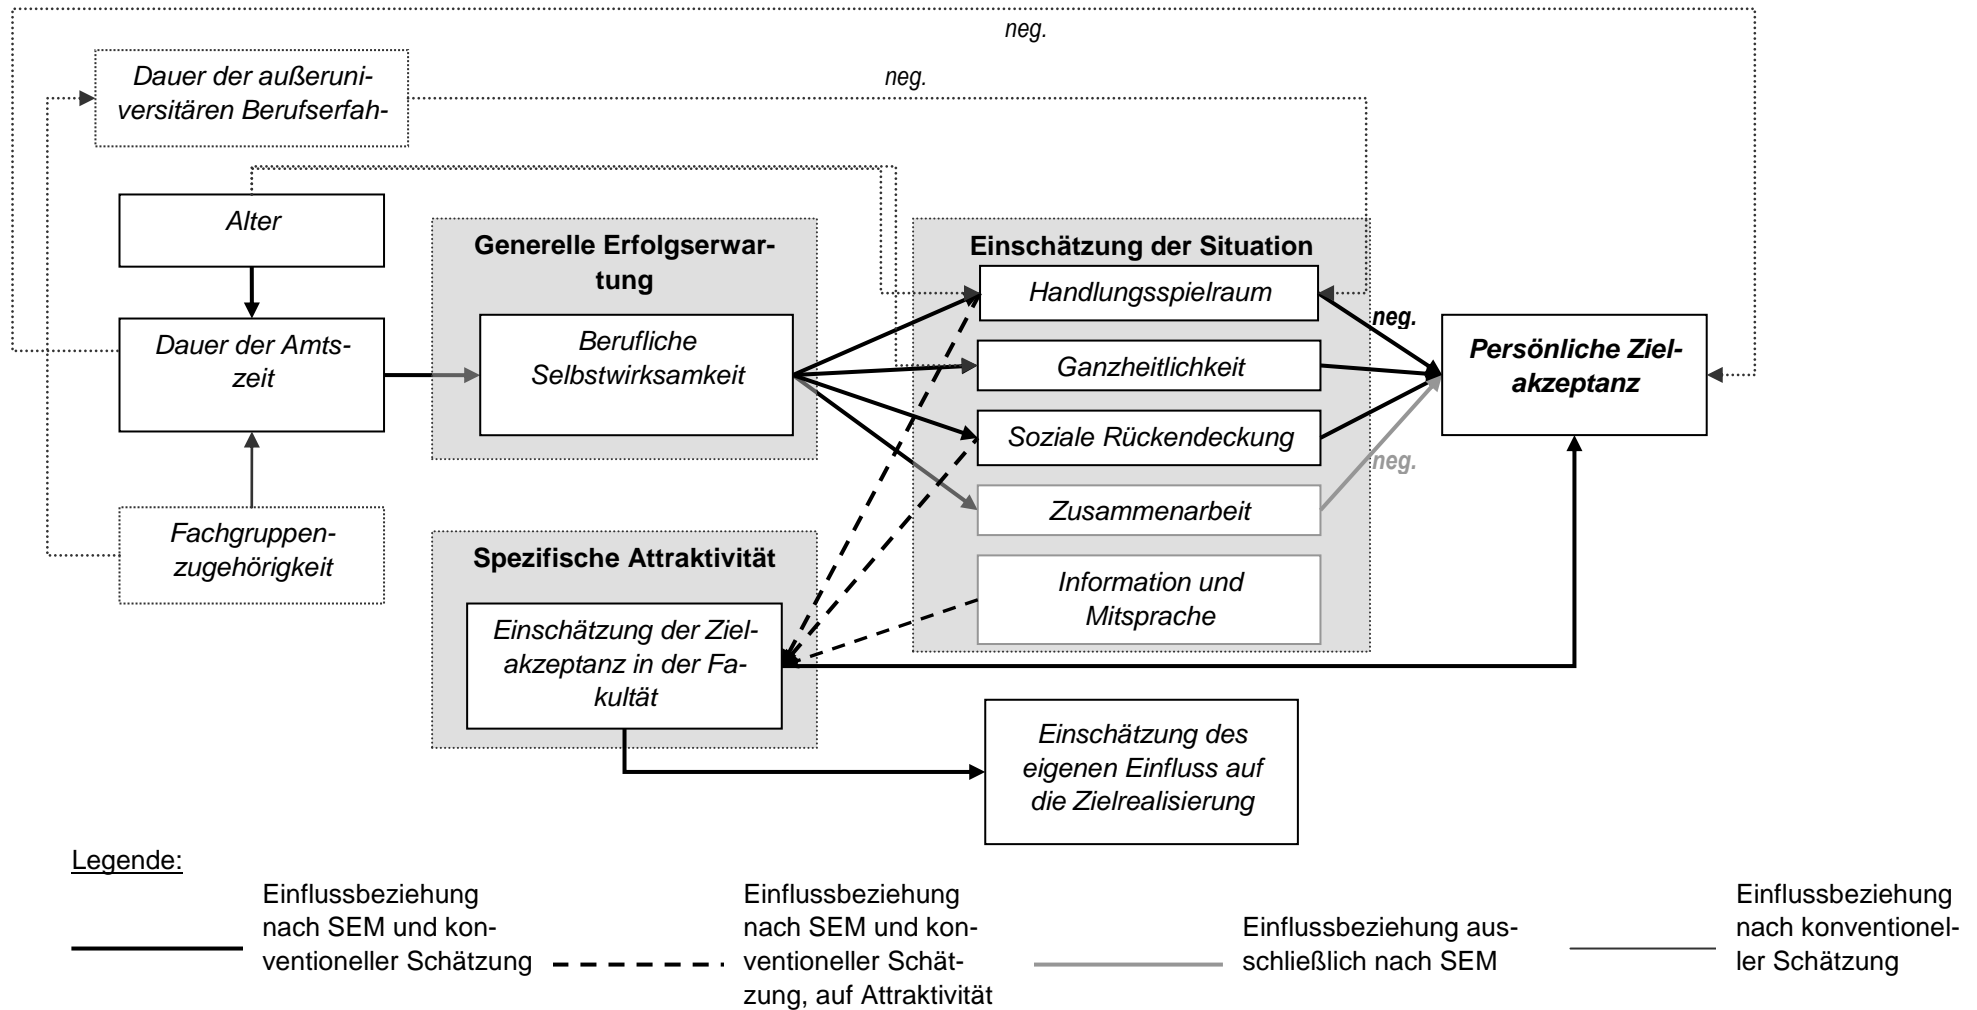 neg.
neg.
Dauer der außeruni-
versitären Berufserfah-
Alter
Dauer der Amts-
zeit
Fachgruppen-
zugehörigkeit
Generelle Erfolgserwar-
tung
Berufliche
Selbstwirksamkeit
Spezifische Attraktivität
Einschätzung der Ziel-
akzeptanz in der Fa-
kultät
Einschätzung der Situation
Handlungsspielraum
Ganzheitlichkeit
Soziale Rückendeckung
Zusammenarbeit
Information und
Mitsprache
neg.
neg.
Persönliche Ziel-
akzeptanz
Einschätzung des
eigenen Einfluss auf
die Zielrealisierung
Legende:
Einflussbeziehung
nach SEM und kon-
ventioneller Schätzung
Einflussbeziehung
nach SEM und kon-
ventioneller Schät-
zung, auf Attraktivität
Einflussbeziehung aus-
schließlich nach SEM
Einflussbeziehung
nach konventionel-
ler Schätzung